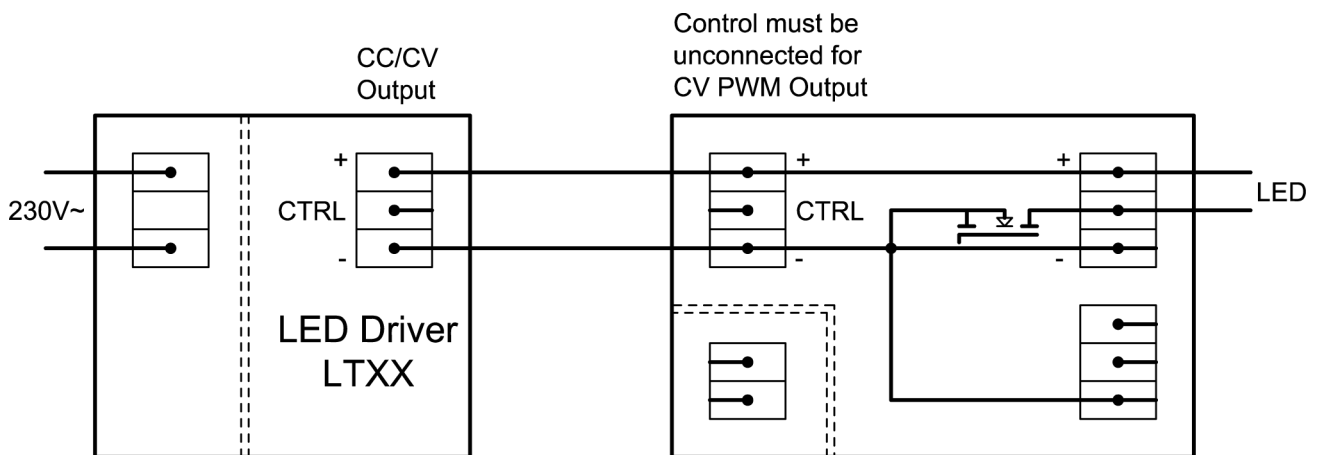 Control must be
unconnected for
CV PWM Output
CC/CV
Output
230V~
+
CTRL
-
LED Driver
LTXX
+
CTRL
-
+
-
LED